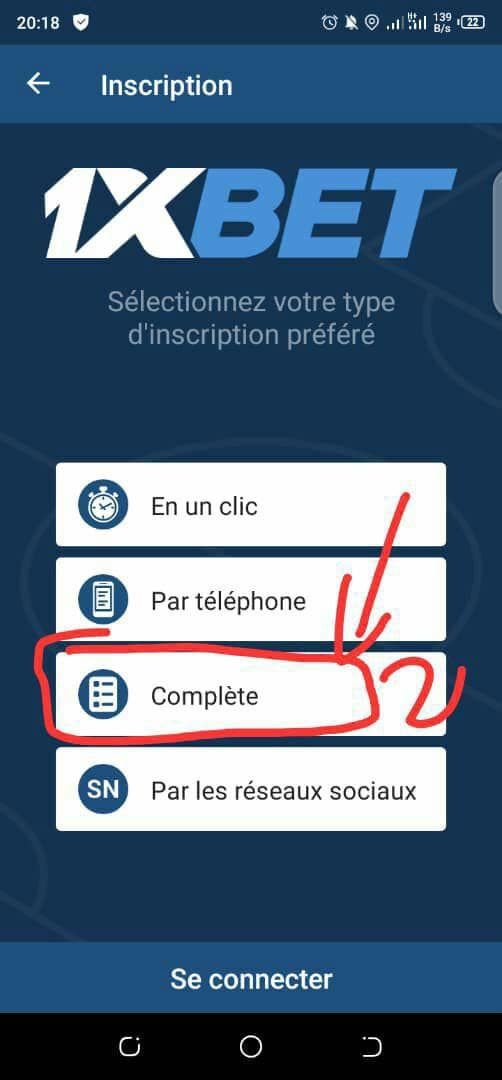 20:18
139
B/s
22
Inscription
1XBET
Sélectionnez votre type
d'inscription préféré
En un clic
Par téléphone
Complète
2
SN
Par les réseaux sociaux
Se connecter